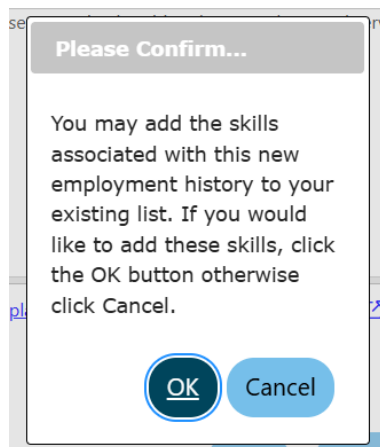 Please Confirm...
You may add the skills
associated with this new
employment history to your
existing list. If you would
like to add these skills, click
the OK button otherwise
click Cancel.
OK Cancel